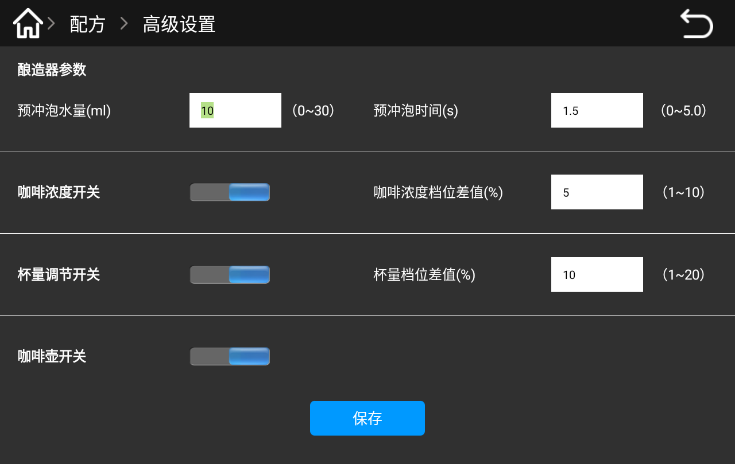 配方 高级设置
酿造器参数
预冲泡水量(ml) 10 （0~30） 预冲泡时间(s) 1.5 （0~5.0）
咖啡浓度开关 咖啡浓度档位差值(%) 5 （1~10）
杯量调节开关 杯量档位差值(%) 10 （1~20）
咖啡壶开关
保存